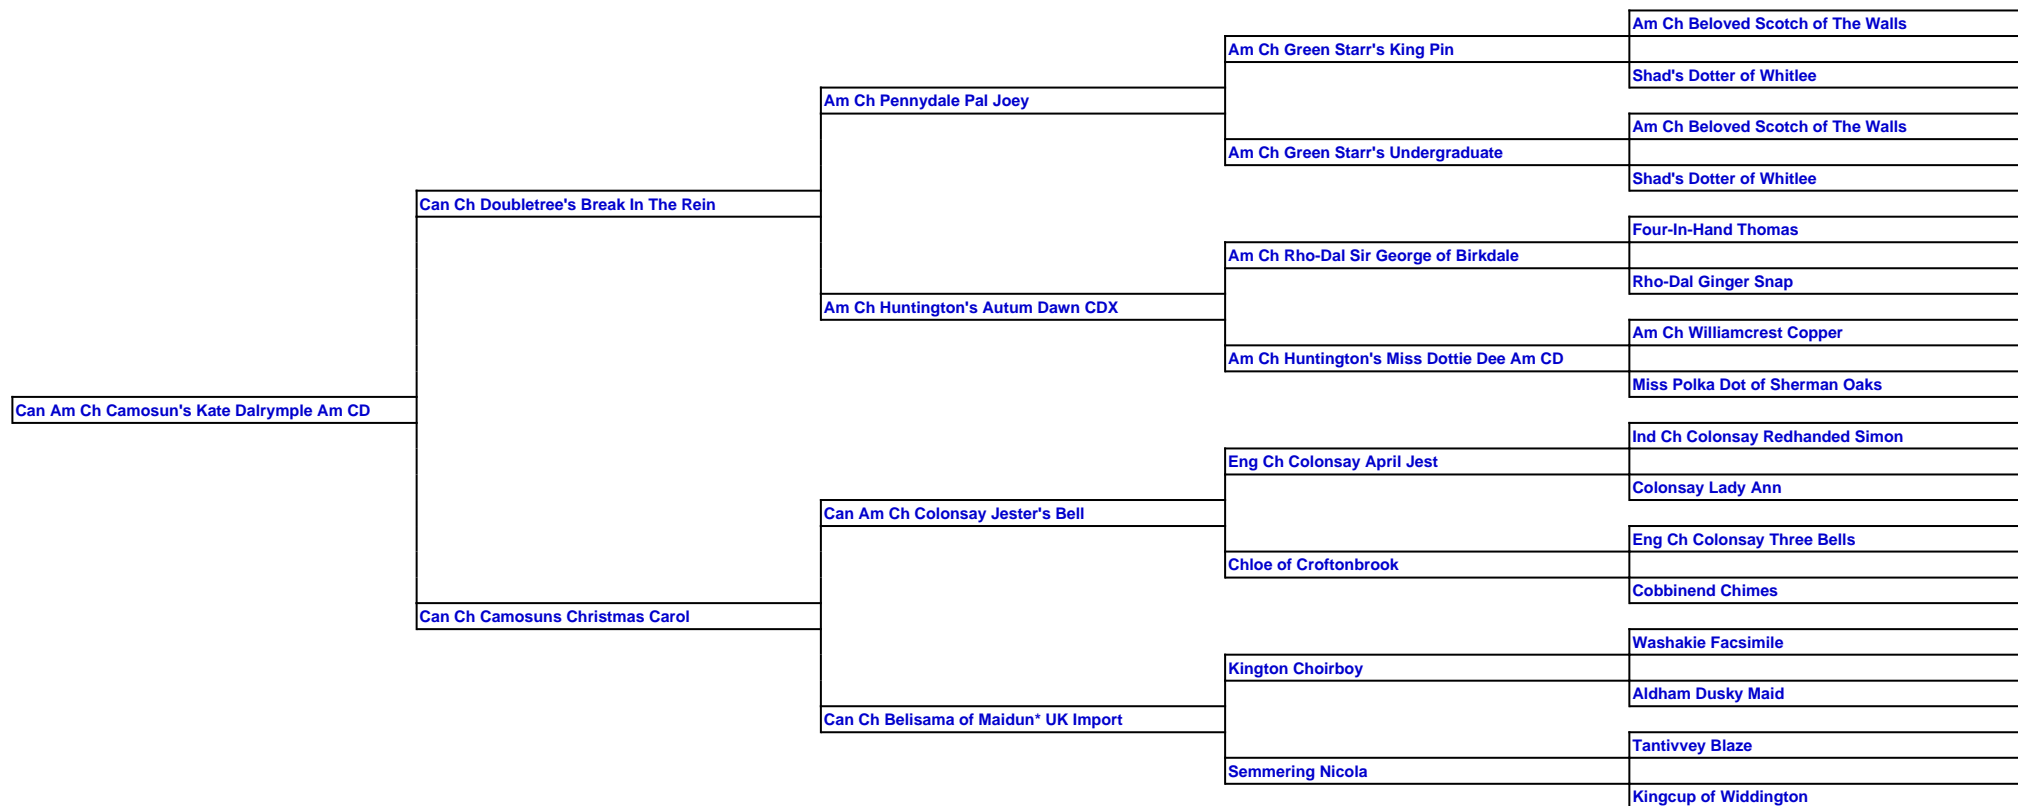 Am Ch Beloved Scotch of The Walls
Am Ch Green Starr's King Pin
Shad's Dotter of Whitlee
Am Ch Pennydale Pal Joey
Am Ch Beloved Scotch of The Walls
Am Ch Green Starr's Undergraduate
Shad's Dotter of Whitlee
Can Ch Doubletree's Break In The Rein
Four-In-Hand Thomas
Am Ch Rho-Dal Sir George of Birkdale
Rho-Dal Ginger Snap
Am Ch Huntington's Autum Dawn CDX
Am Ch Williamcrest Copper
Am Ch Huntington's Miss Dottie Dee Am CD
Miss Polka Dot of Sherman Oaks
Can Am Ch Camosun's Kate Dalrymple Am CD
Ind Ch Colonsay Redhanded Simon
Eng Ch Colonsay April Jest
Colonsay Lady Ann
Can Am Ch Colonsay Jester's Bell
Eng Ch Colonsay Three Bells
Chloe of Croftonbrook
Cobbinend Chimes
Can Ch Camosuns Christmas Carol
Washakie Facsimile
Kington Choirboy
Aldham Dusky Maid
Can Ch Belisama of Maidun* UK Import
Tantivvey Blaze
Semmering Nicola
Kingcup of Widdington